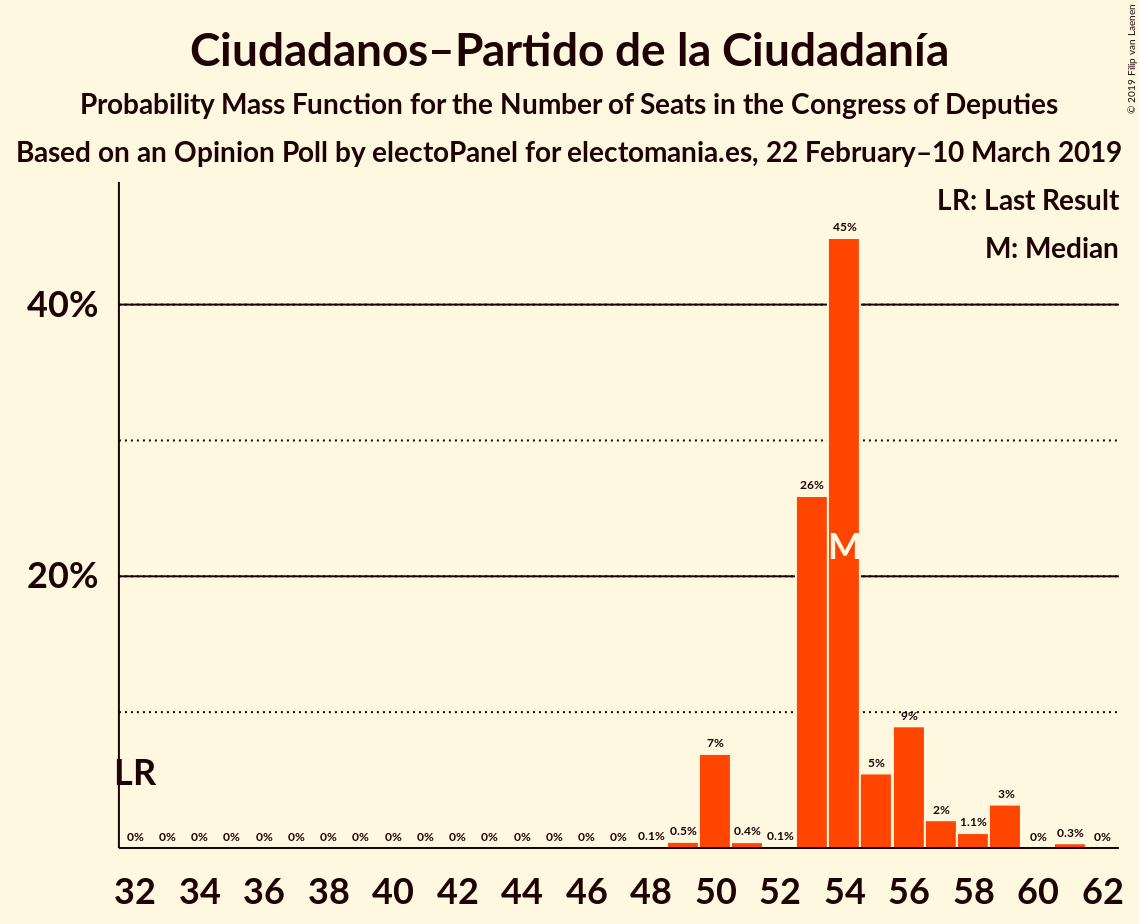 Ciudadanos–Partido de la Ciudadanía
Probability Mass Function for the Number of Seats in the Congress of Deputies
Based on an Opinion Poll by electoPanel for electomania.es, 22 February–10 March 2019
© 2019 Filip van Laenen
LR: Last Result
M: Median
45%
40%
26%
M
20%
9%
7%
5%
3%
2%
1.1%
LR
0% 0% 0% 0% 0% 0% 0% 0% 0% 0% 0% 0% 0% 0% 0% 0% 0.1% 0.5% 0.4% 0.1% 0% 0.3% 0%
32 34 36 38 40 42 44 46 48 50 52 54 56 58 60 62